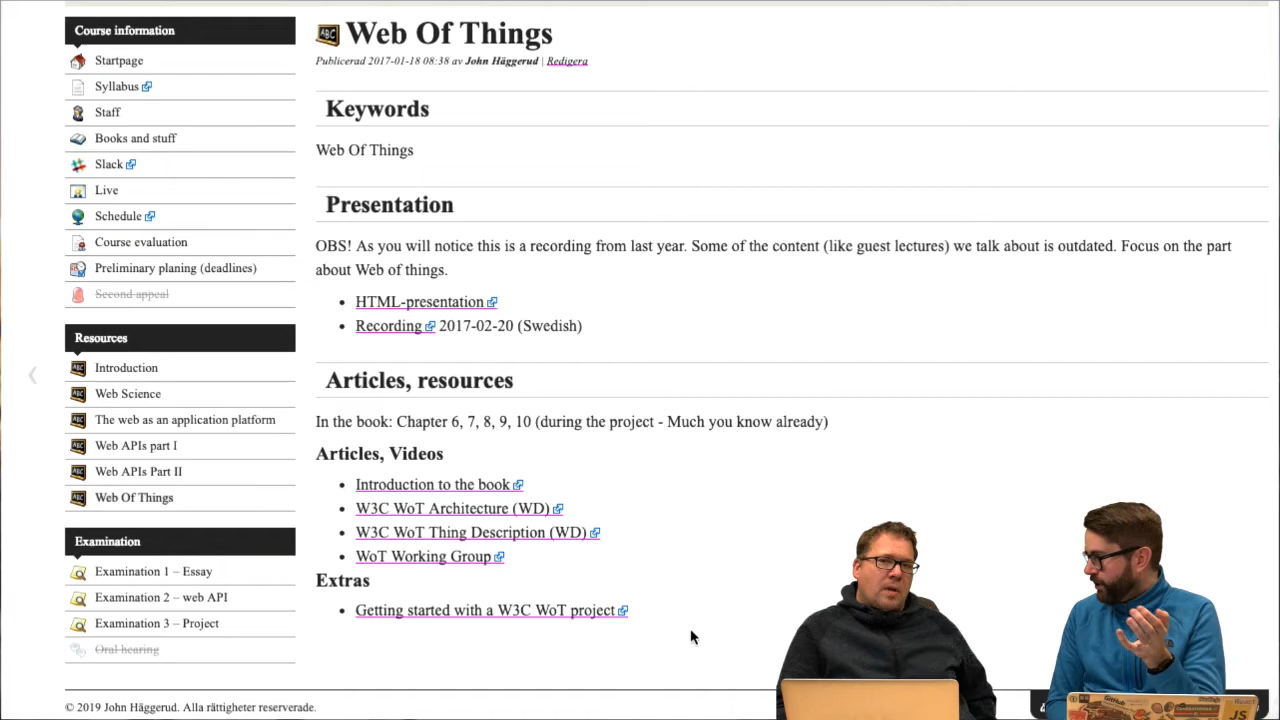 Course information
Startpage
Syllabus
Staff
Books and stuff
Slack
Live
Schedule
Course evaluation
Preliminary planing (deadlines)
Second appeal
Resources
Introduction
Web Science
The web as an application platform
Web APIs part I
Web APIs Part II
Web Of Things
Examination
Examination 1 – Essay
Examination 2 – web API
Examination 3 – Project
Oral hearing
ABC Web Of Things
Publicerad 2017-01-18 08:38 av John Häggerud | Redigera
Keywords
Web Of Things
Presentation
OBS! As you will notice this is a recording from last year. Some of the content (like guest lectures) we talk about is outdated. Focus on the part
about Web of things.
• HTML-presentation
• Recording 2017-02-20 (Swedish)
Articles, resources
In the book: Chapter 6, 7, 8, 9, 10 (during the project - Much you know already)
Articles, Videos
• Introduction to the book
• W3C WoT Architecture (WD)
• W3C WoT Thing Description (WD)
• WoT Working Group
Extras
• Getting started with a W3C WoT project
© 2019 John Häggerud. Alla rättigheter reserverade.
GitHub
JS